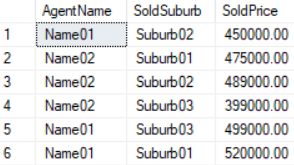 AgentName SoldSuburb SoldPrice
1 Name01 Suburb02 450000.00
2 Name02 Suburb01 475000.00
3 Name02 Suburb02 489000.00
4 Name02 Suburb03 399000.00
5 Name01 Suburb03 499000.00
6 Name01 Suburb01 520000.00